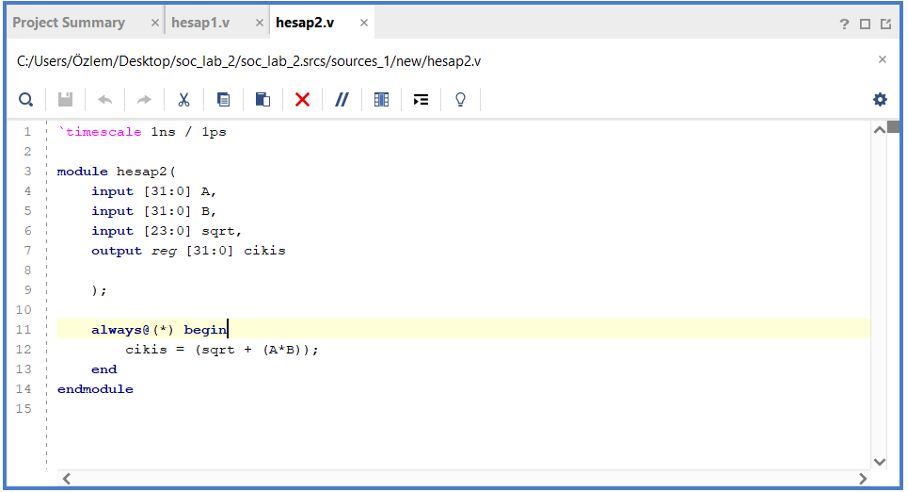 Project Summary × hesap1.v × hesap2.v × ?
C:/Users/Özlem/Desktop/soc_lab_2/soc_lab_2.srcs/sources_1/new/hesap2.v ×
//
1 `timescale 1ns / 1ps
2
3 module hesap2(
4 input [31:0] A,
5 input [31:0] B,
6 input [23:0] sqrt,
7 output reg [31:0] cikis
8
9 );
10
11 always@(*) begin
12 cikis = (sqrt + (A*B));
13 end
14 endmodule
15